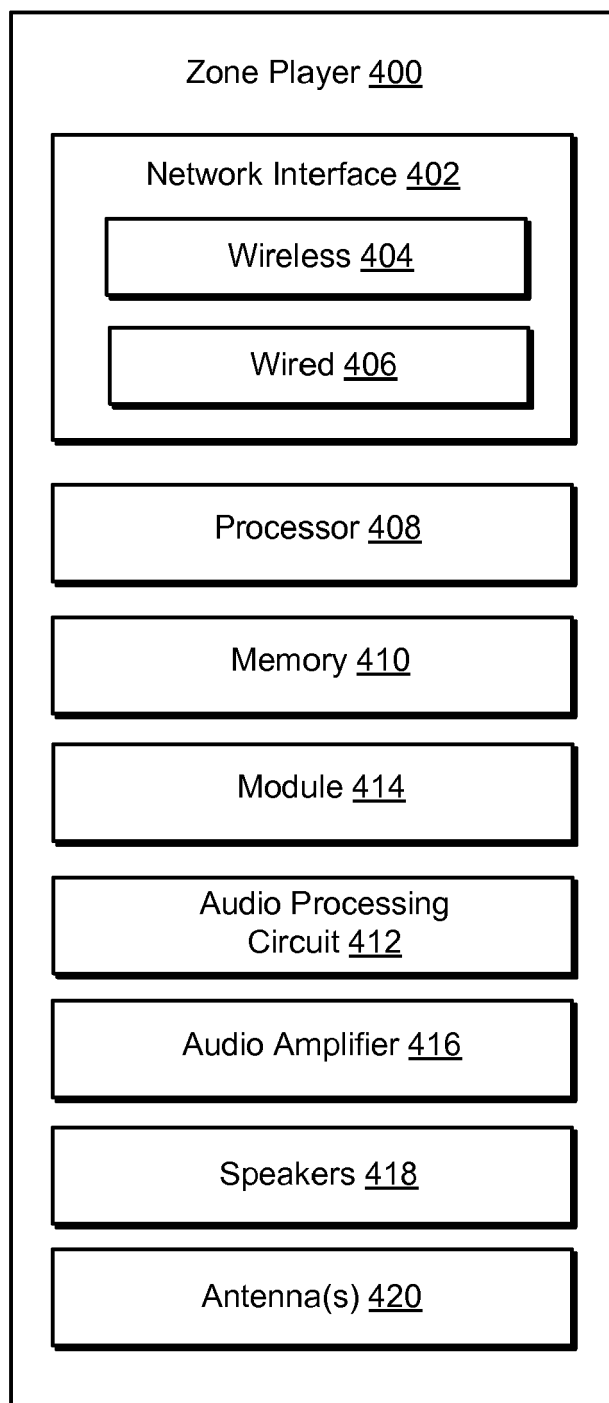 Zone Player 400
Network Interface 402
Wireless 404
Wired 406
Processor 408
Memory 410
Module 414
Audio Processing
Circuit 412
Audio Amplifier 416
Speakers 418
Antenna(s) 420